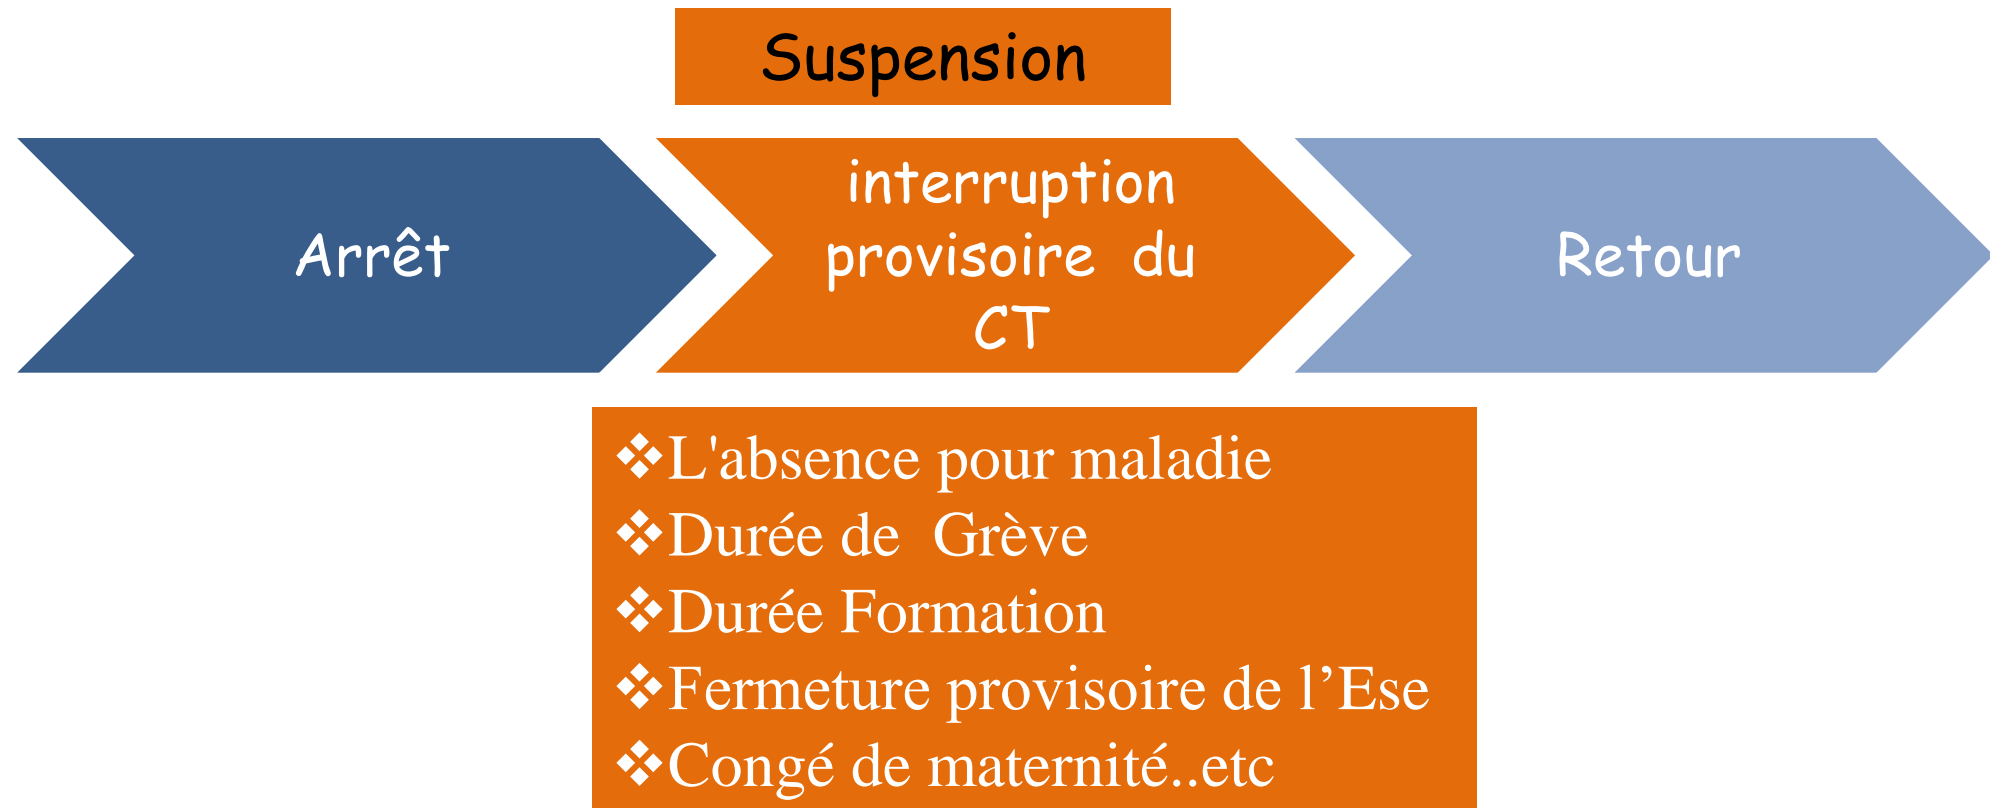 Suspension
Arrêt
interruption
provisoire du
CT
Retour
❖L'absence pour maladie
❖Durée de Grève
❖Durée Formation
❖Fermeture provisoire de l’Ese
❖Congé de maternité..etc